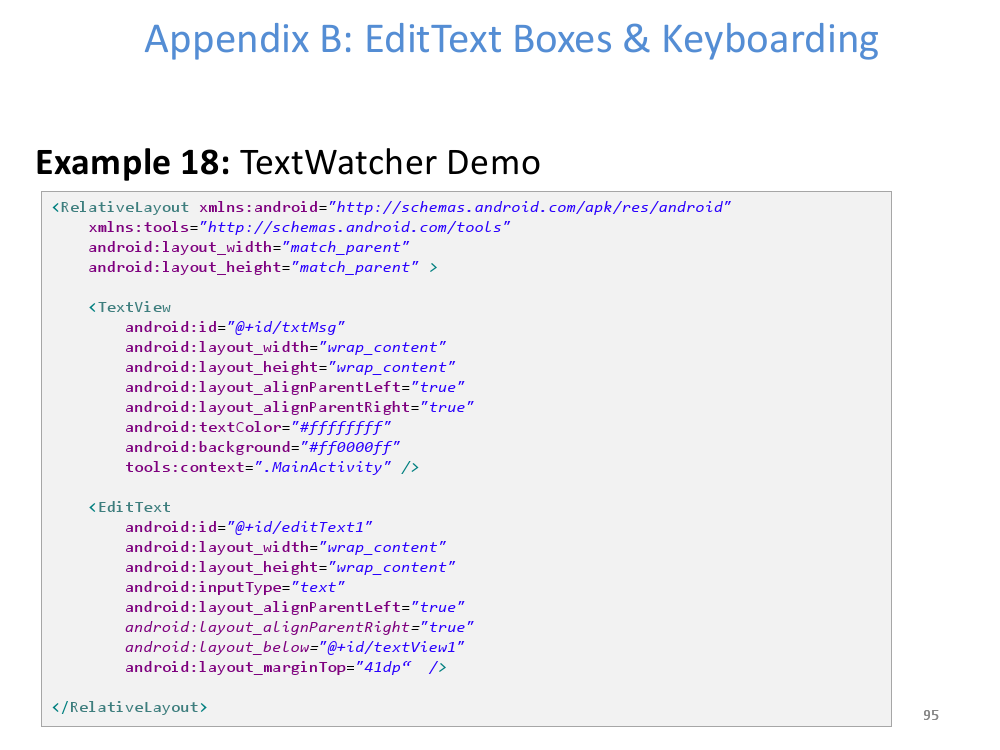 Appendix B: EditText Boxes & Keyboarding
Example 18: TextWatcher Demo
<RelativeLayout xmlns:android="http://schemas.android.com/apk/res/android"
    xmlns:tools="http://schemas.android.com/tools"
    android:layout_width="match_parent"
    android:layout_height="match_parent" >

    <TextView
        android:id="@+id/txtMsg"
        android:layout_width="wrap_content"
        android:layout_height="wrap_content"
        android:layout_alignParentLeft="true"
        android:layout_alignParentRight="true"
        android:textColor="#ffffffff"
        android:background="#ff0000ff"
        tools:context=".MainActivity" />

    <EditText
        android:id="@+id/editText1"
        android:layout_width="wrap_content"
        android:layout_height="wrap_content"
        android:inputType="text"
        android:layout_alignParentLeft="true"
        android:layout_alignParentRight="true"
        android:layout_below="@+id/textView1"
        android:layout_marginTop="41dp“  />

</RelativeLayout>
95